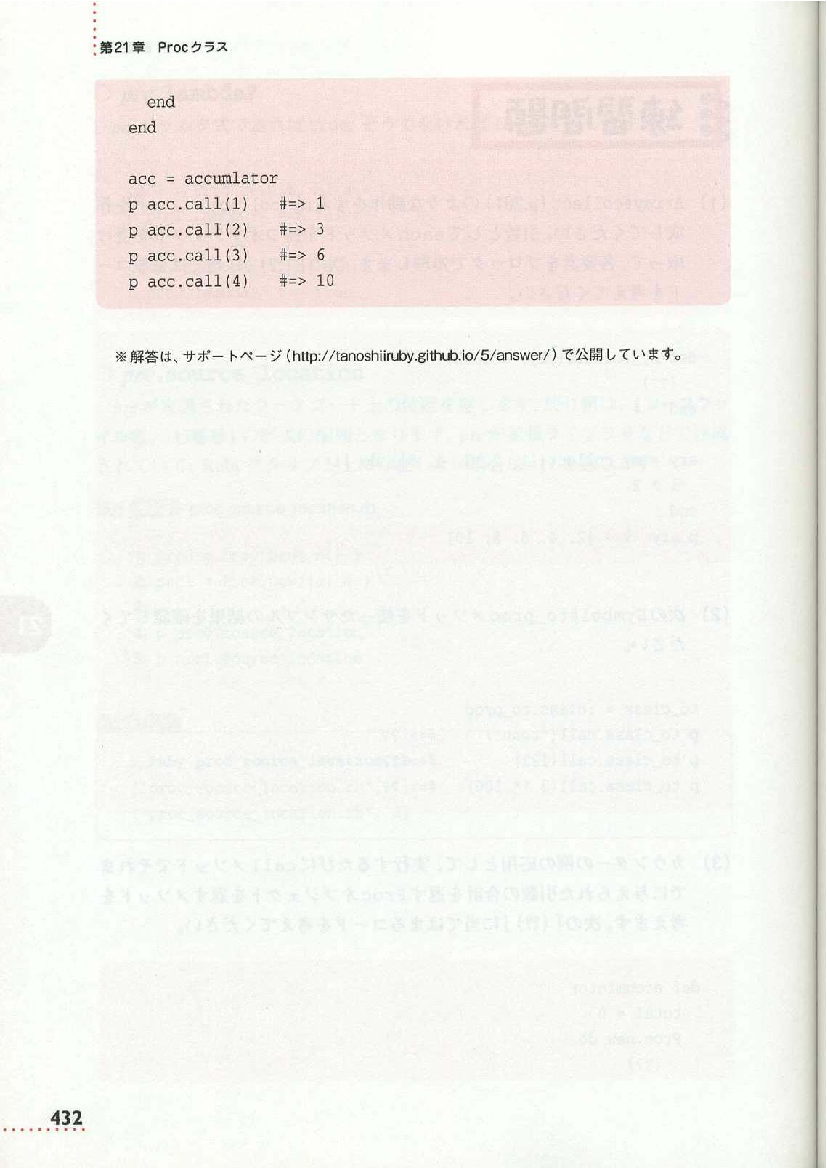 第21章 Procクラス
end
end
acc = accumlator
p acc.call(1) #=> 1
p acc.call(2) #=> 3
p acc.call(3) #=> 6
p acc.call(4) #=> 10
※解答は、サポートページ(http://tanoshiiruby.github.io/5/answer/)で公開しています。
432